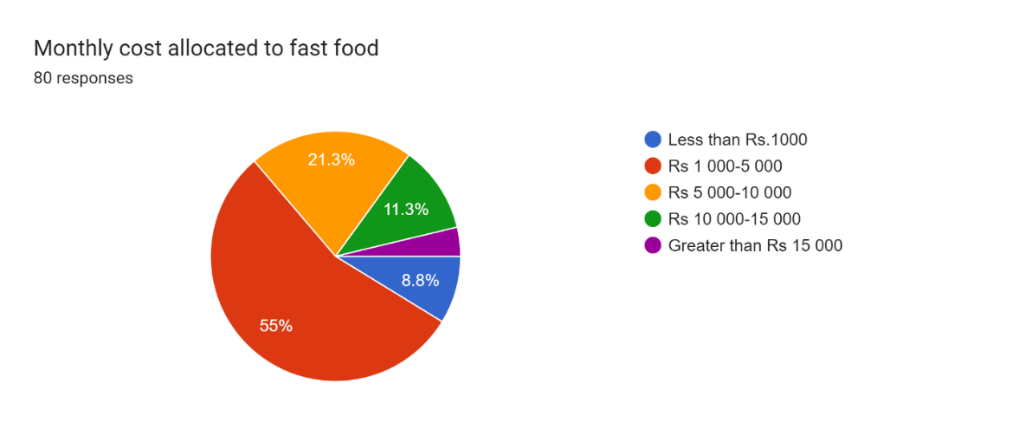 Monthly cost allocated to fast food
80 responses
21.3%
11.3%
8.8%
55%
Less than Rs.1000
Rs 1 000-5 000
Rs 5 000-10 000
Rs 10 000-15 000
Greater than Rs 15 000